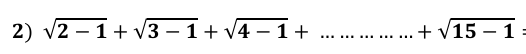 2) √2 − 1 + √3 − 1 + √4 − 1 + … … … … … + √15 − 1 =